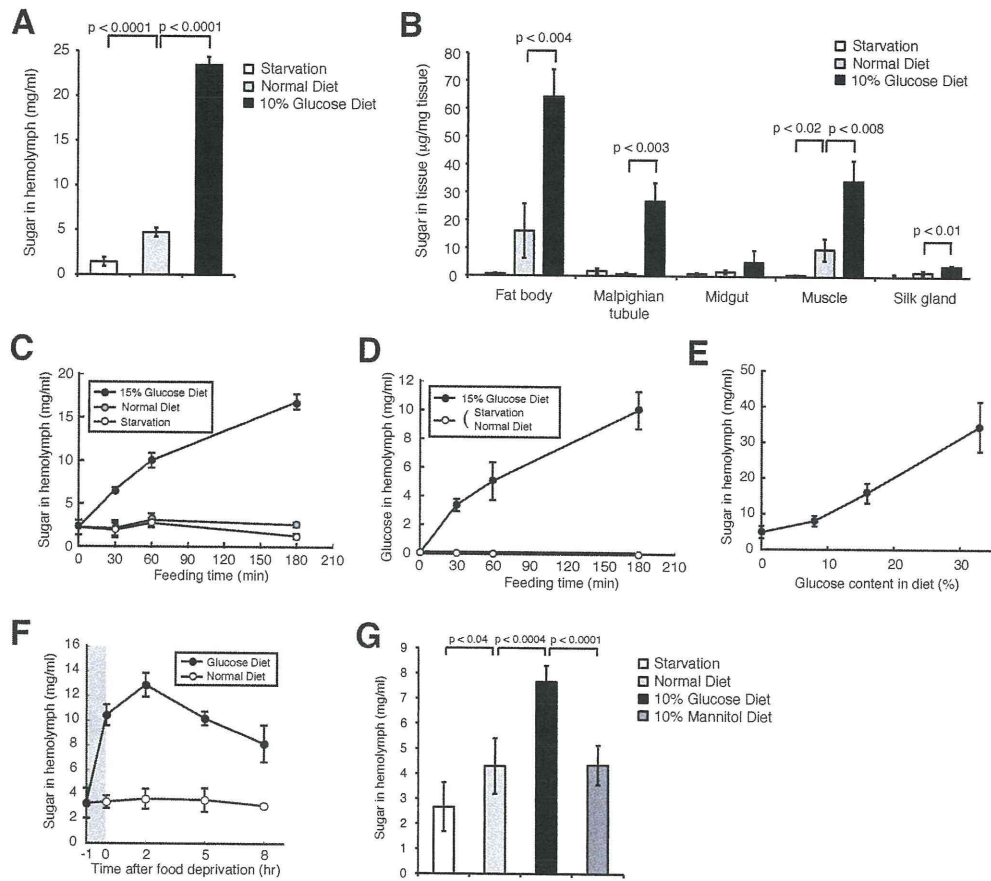 A
p < 0.0001 p < 0.0001
Sugar in hemolymph (mg/ml)
25
20
15
10
5
0
Starvation
Normal Diet
10% Glucose Diet
B
p < 0.004
p < 0.003
p < 0.02 p < 0.008
p < 0.01
Sugar in tissue (µg/mg tissue)
80
70
60
50
40
30
20
10
0
Starvation
Normal Diet
10% Glucose Diet
Fat body Malpighian tubule Midgut Muscle Silk gland
C
Sugar in hemolymph (mg/ml)
20
15
10
5
0
15% Glucose Diet
Normal Diet
Starvation
0 30 60 90 120 150 180 210
Feeding time (min)
D
Glucose in hemolymph (mg/ml)
12
10
8
6
4
2
0
15% Glucose Diet
( Starvation
Normal Diet
0 30 60 90 120 150 180 210
Feeding time (min)
E
Sugar in hemolymph (mg/ml)
50
40
30
20
10
0
0 10 20 30
Glucose content in diet (%)
F
Sugar in hemolymph (mg/ml)
16
14
12
10
8
6
4
2
0
Glucose Diet
Normal Diet
-1 0 2 5 8
Time after food deprivation (hr)
G
p < 0.04 p < 0.0004 p < 0.0001
Sugar in hemolymph (mg/ml)
9
8
7
6
5
4
3
2
1
0
Starvation
Normal Diet
10% Glucose Diet
10% Mannitol Diet